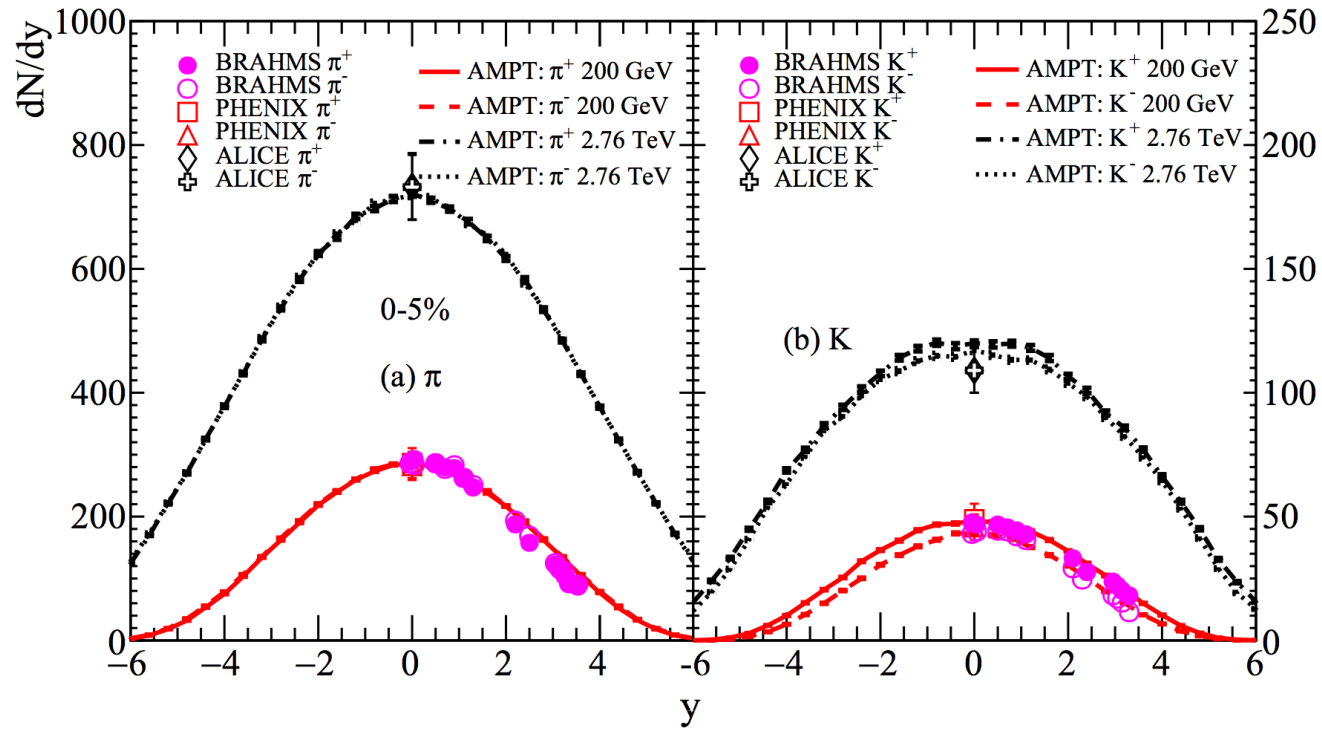 dN/dy
1000
800
600
400
200
0
BRAHMS π⁺
BRAHMS π⁻
PHENIX π⁺
PHENIX π⁻
ALICE π⁺
ALICE π⁻
AMPT: π⁺ 200 GeV
AMPT: π⁻ 200 GeV
AMPT: π⁺ 2.76 TeV
AMPT: π⁻ 2.76 TeV
0-5%
(a) π
−6 −4 −2 0 2 4
BRAHMS K⁺
BRAHMS K⁻
PHENIX K⁺
PHENIX K⁻
ALICE K⁺
ALICE K⁻
AMPT: K⁺ 200 GeV
AMPT: K⁻ 200 GeV
AMPT: K⁺ 2.76 TeV
AMPT: K⁻ 2.76 TeV
(b) K
250
200
150
100
50
0
-6 −4 −2 0 2 4 6
y